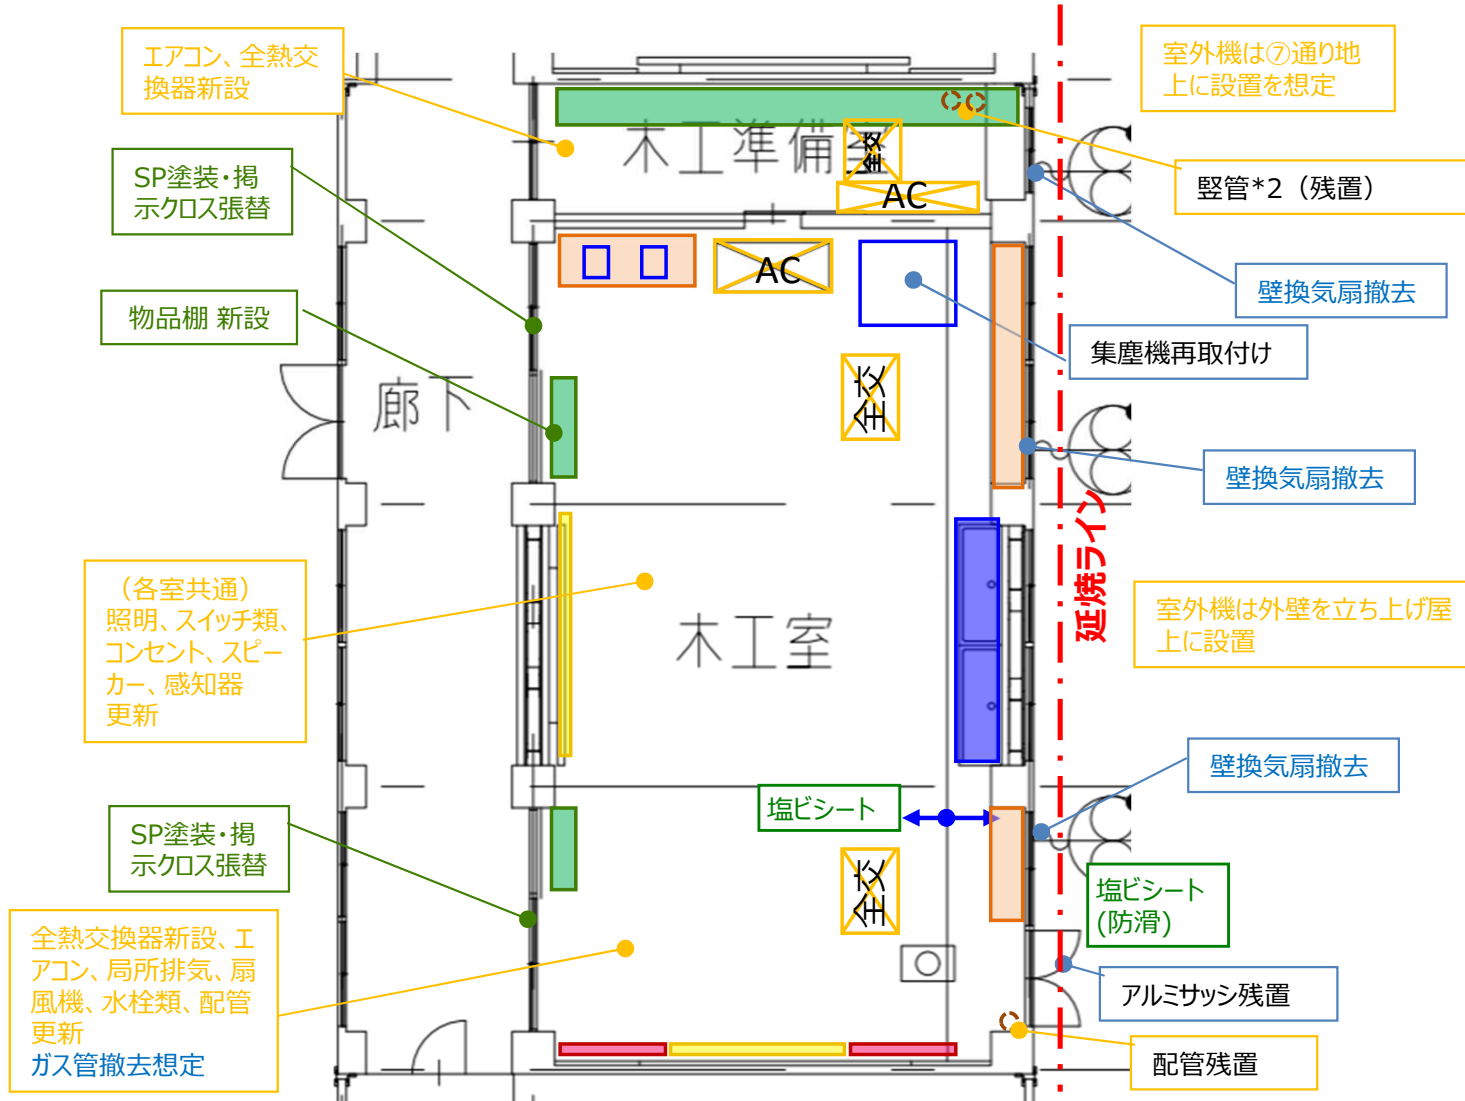 エアコン、全熱交
換器新設
室外機は⑦通り地
上に設置を想定
木工準備室
全交
AC
SP塗装・掲
示クロス張替
竪管*2（残置）
AC
壁換気扇撤去
物品棚 新設
集塵機再取付け
廊下
全交
壁換気扇撤去
延焼ライン
（各室共通）
照明、スイッチ類、
コンセント、スピー
カー、感知器
更新
木工室
室外機は外壁を立ち上げ屋
上に設置
壁換気扇撤去
塩ビシート
SP塗装・掲
示クロス張替
全交
塩ビシート
(防滑)
全熱交換器新設、エ
アコン、局所排気、扇
風機、水栓類、配管
更新
ガス管撤去想定
アルミサッシ残置
配管残置